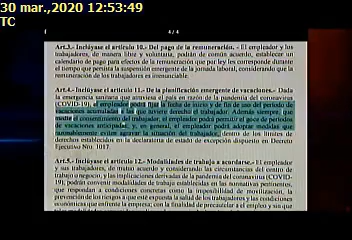 30 mar.,2020 12:53:49
TC
4/4
Art.3.- Inclúyase el artículo 10.- Del pago de la remuneración.- El empleador y los
trabajadores, de manera libre y voluntaria, podrán de común acuerdo, establecer un
calendario de pago para efectos de la remuneración que por ley les corresponde durante
el tiempo que persista la suspensión emergente de la jornada laboral, considerando que la
remuneración de los trabajadores es irrenunciable.
Art.4.- Inclúyase el artículo 11.- De la planificación emergente de vacaciones.- Dada
la emergencia sanitaria que atraviesa el país en razón de la pandemia del coronavirus
(COVID-19), el empleador podrá fijar la fecha de inicio y de fin de uso del periodo de
vacaciones acumuladas a las que tuviere derecho el trabajador. Además siempre, que
medie el consentimiento del trabajador, el empleador podrá permitir el goce de periodos
de vacaciones anticipadas; y, en general, el empleador podrá adoptar medidas que
razonablemente eviten agravar la situación del trabajador, dentro de los límites de
derechos establecidos en la declaratoria de estado de excepción dispuesto en Decreto
Ejecutivo Nro. 1017.
Art.5.- Inclúyase el artículo 12.- Modalidades de trabajo a acordarse.- El empleador
y sus trabajadores, de mutuo acuerdo y considerando las circunstancias del centro de
trabajo o negocio, y las implicaciones derivadas de la pandemia del coronavirus (COVID-
19), podrán convenir modalidades de trabajo establecidas en las normativas pertinentes,
que respondan a condiciones concretas como la imposibilidad de movilización, la
prevención de riesgos a que esté expuesta la salud de los trabajadores y las condiciones
económicas que enfrente la empresa; con la finalidad de precautelar el empleo y sin que